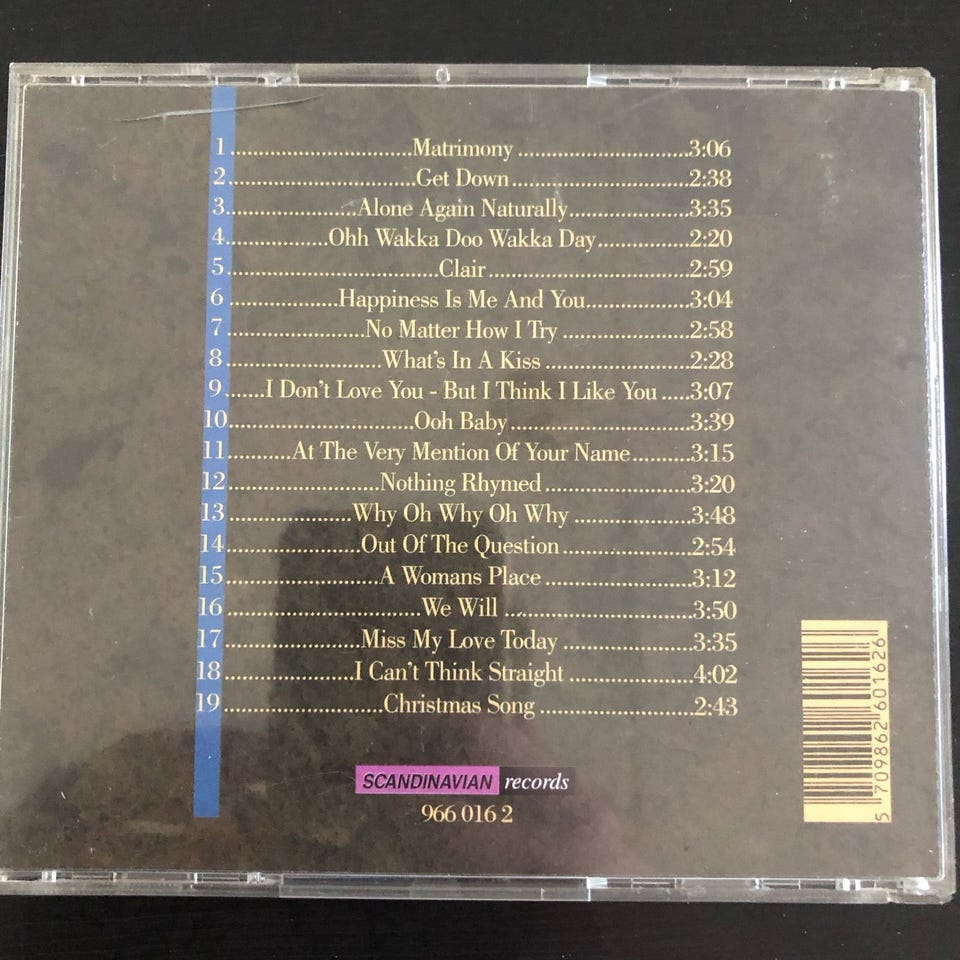 1 Matrimony 3:06
2 Get Down 2:38
3 Alone Again Naturally 3:35
4 Ohh Wakka Doo Wakka Day 2:20
5 Clair 2:59
6 Happiness Is Me And You 3:04
7 No Matter How I Try 2:58
8 What's In A Kiss 2:28
9 I Don't Love You - But I Think I Like You 3:07
10 Ooh Baby 3:39
11 At The Very Mention Of Your Name 3:15
12 Nothing Rhymed 3:20
13 Why Oh Why Oh Why 3:48
14 Out Of The Question 2:54
15 A Womans Place 3:12
16 We Will 3:50
17 Miss My Love Today 3:35
18 I Can't Think Straight 4:02
19 Christmas Song 2:43
SCANDINAVIAN records
966 016 2
5 709862 601626